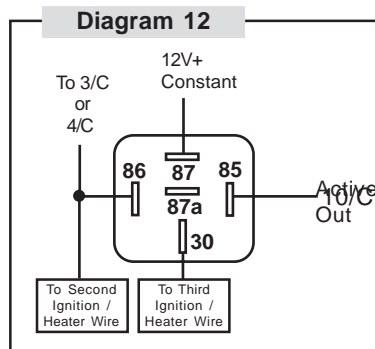 Diagram 12
12V+
Constant
To 3/C
or
4/C
86
87
85
87a
30
Active
10/C
Out
To Second
Ignition /
Heater Wire
To Third
Ignition /
Heater Wire